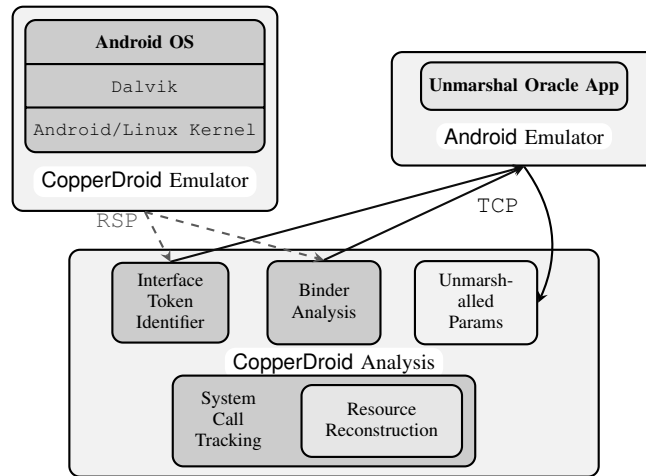 Android OS
Dalvik
Android/Linux Kernel
CopperDroid Emulator
Unmarshal Oracle App
Android Emulator
RSP
TCP
Interface
Token
Identifier
Binder
Analysis
Unmarsh-
alled
Params
CopperDroid Analysis
System
Call
Tracking
Resource
Reconstruction